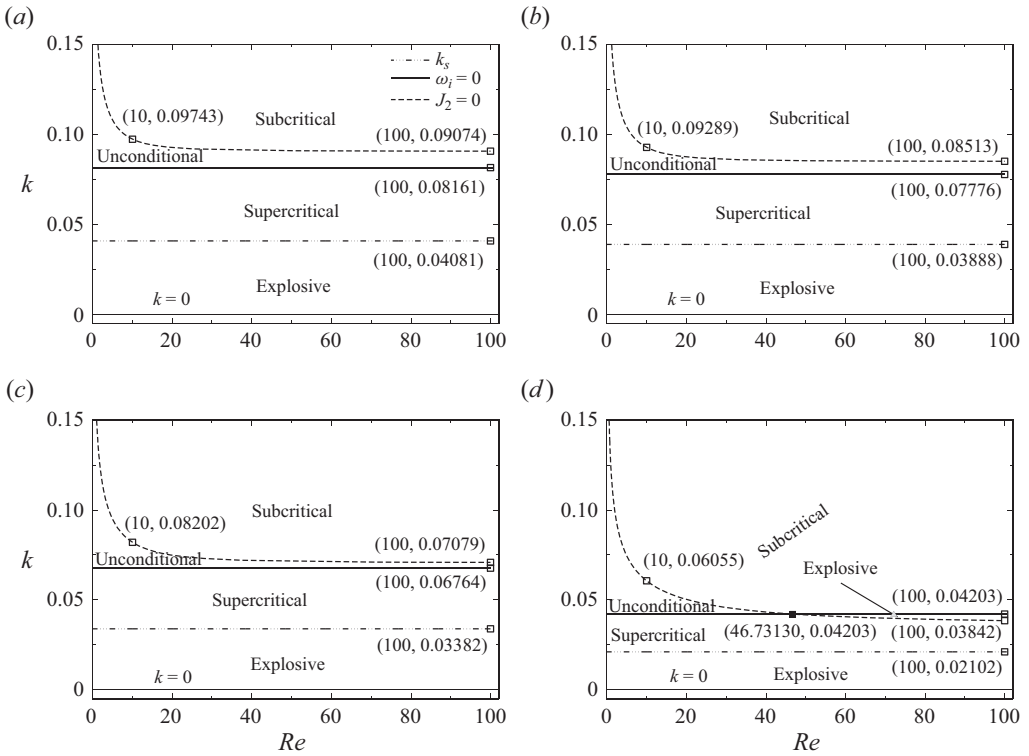 (a)
0.15
0.10
0.05
0
k
k_s
ω_i = 0
J_2 = 0
(10, 0.09743)
Subcritical
(100, 0.09074)
Unconditional
(100, 0.08161)
Supercritical
(100, 0.04081)
Explosive
k = 0
0 20 40 60 80 100
(b)
0.15
0.10
0.05
0
(10, 0.09289)
Subcritical
(100, 0.08513)
Unconditional
(100, 0.07776)
Supercritical
(100, 0.03888)
Explosive
k = 0
0 20 40 60 80 100
(c)
0.15
0.10
0.05
0
k
(10, 0.08202)
Subcritical
(100, 0.07079)
Unconditional
(100, 0.06764)
Supercritical
(100, 0.03382)
Explosive
k = 0
0 20 40 60 80 100
Re
(d)
0.15
0.10
0.05
0
(10, 0.06055)
Subcritical
Explosive
(100, 0.04203)
Unconditional
(46.73130, 0.04203)
(100, 0.03842)
Supercritical
(100, 0.02102)
k = 0
Explosive
0 20 40 60 80 100
Re